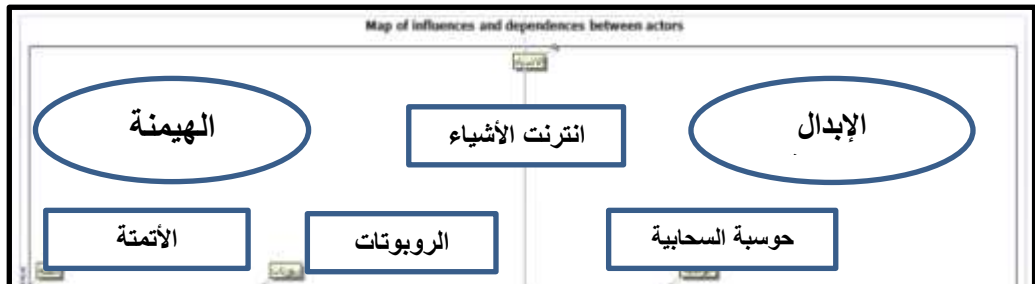 Map of influences and dependences between actors
الهيمنة
انترنت الأشياء
الإبدال
الأتمتة
الروبوتات
حوسبة السحابية